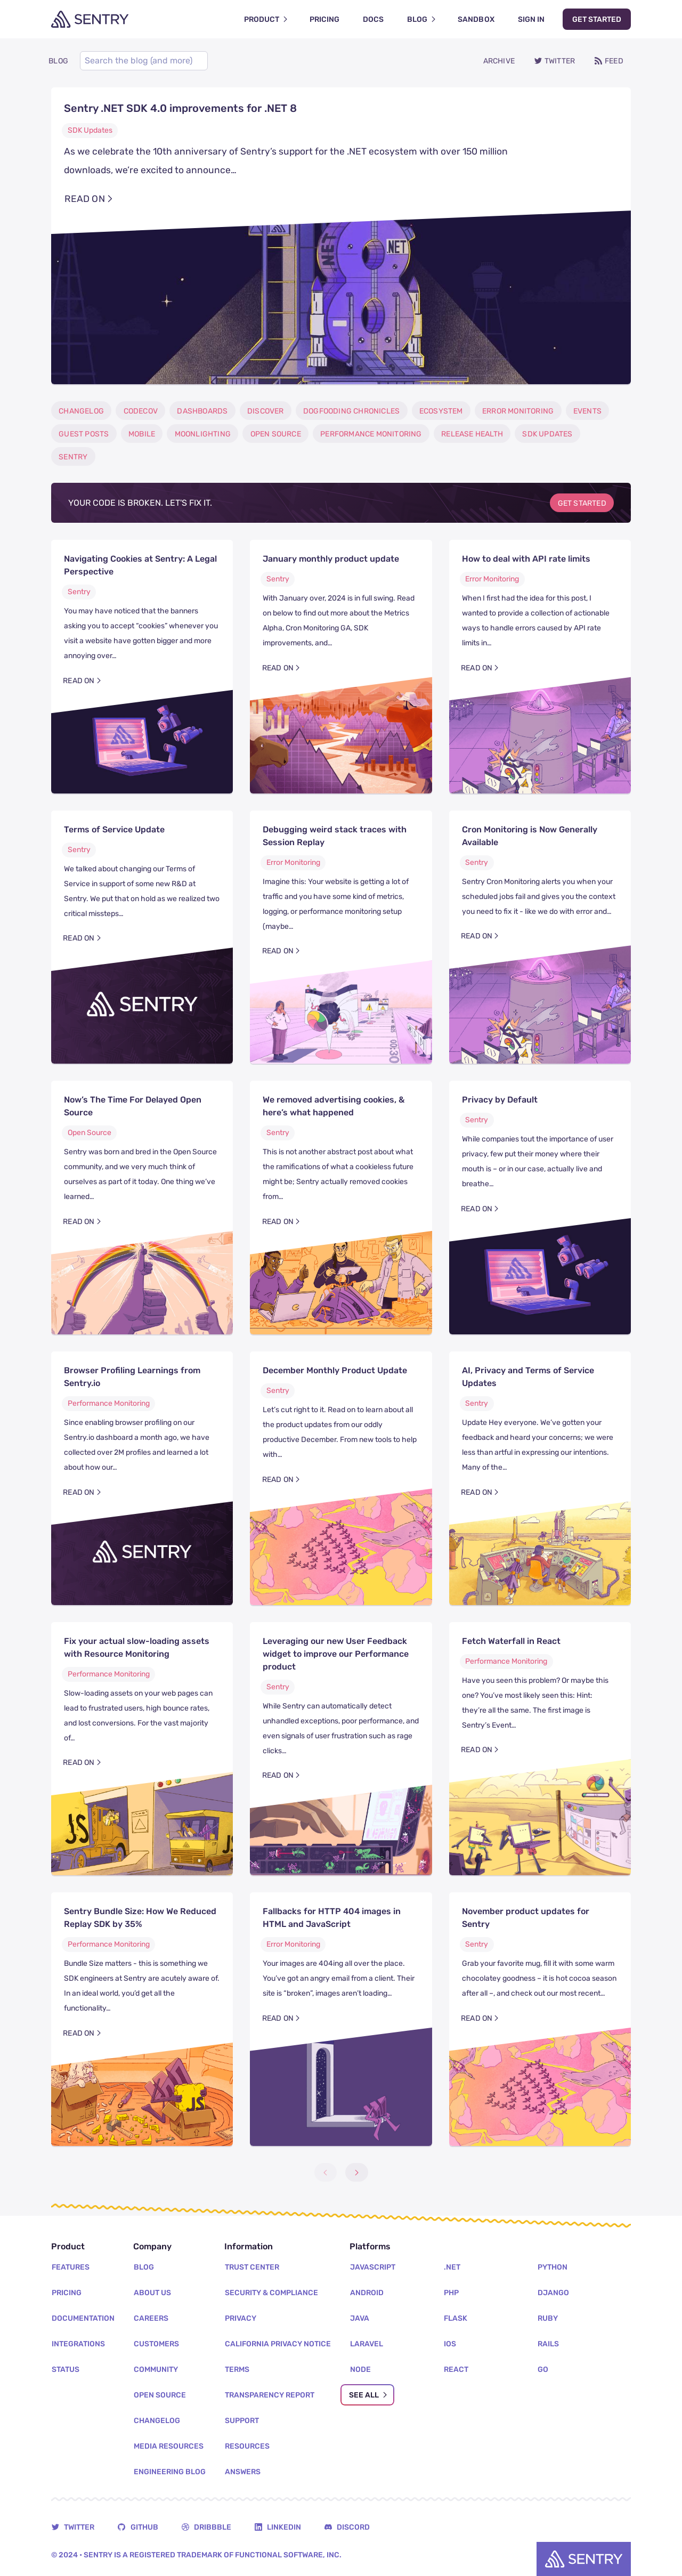 SENTRY
PRODUCT PRICING DOCS BLOG SANDBOX SIGN IN GET STARTED
BLOG Search the blog (and more) ARCHIVE TWITTER FEED
Sentry .NET SDK 4.0 improvements for .NET 8
SDK Updates
As we celebrate the 10th anniversary of Sentry's support for the .NET ecosystem with over 150 million
downloads, we're excited to announce…
READ ON
.NET .NET
CHANGELOG CODECOV DASHBOARDS DISCOVER DOGFOODING CHRONICLES ECOSYSTEM ERROR MONITORING EVENTS
GUEST POSTS MOBILE MOONLIGHTING OPEN SOURCE PERFORMANCE MONITORING RELEASE HEALTH SDK UPDATES
SENTRY
YOUR CODE IS BROKEN. LET'S FIX IT. GET STARTED
Navigating Cookies at Sentry: A Legal
Perspective
Sentry
You may have noticed that the banners
asking you to accept "cookies" whenever you
visit a website have gotten bigger and more
annoying over…
READ ON
January monthly product update
Sentry
With January over, 2024 is in full swing. Read
on below to find out more about the Metrics
Alpha, Cron Monitoring GA, SDK
improvements, and…
READ ON
How to deal with API rate limits
Error Monitoring
When I first had the idea for this post, I
wanted to provide a collection of actionable
ways to handle errors caused by API rate
limits in…
READ ON
Terms of Service Update
Sentry
We talked about changing our Terms of
Service in support of some new R&D at
Sentry. We put that on hold as we realized two
critical missteps…
READ ON
SENTRY
Debugging weird stack traces with
Session Replay
Error Monitoring
Imagine this: Your website is getting a lot of
traffic and you have some kind of metrics,
logging, or performance monitoring setup
(maybe…
READ ON
Cron Monitoring is Now Generally
Available
Sentry
Sentry Cron Monitoring alerts you when your
scheduled jobs fail and gives you the context
you need to fix it - like we do with error and…
READ ON
Now's The Time For Delayed Open
Source
Open Source
Sentry was born and bred in the Open Source
community, and we very much think of
ourselves as part of it today. One thing we've
learned…
READ ON
We removed advertising cookies, &
here's what happened
Sentry
This is not another abstract post about what
the ramifications of what a cookieless future
might be; Sentry actually removed cookies
from…
READ ON
Privacy by Default
Sentry
While companies tout the importance of user
privacy, few put their money where their
mouth is – or in our case, actually live and
breathe…
READ ON
Browser Profiling Learnings from
Sentry.io
Performance Monitoring
Since enabling browser profiling on our
Sentry.io dashboard a month ago, we have
collected over 2M profiles and learned a lot
about how our…
READ ON
SENTRY
December Monthly Product Update
Sentry
Let's cut right to it. Read on to learn about all
the product updates from our oddly
productive December. From new tools to help
with…
READ ON
AI, Privacy and Terms of Service
Updates
Sentry
Update Hey everyone. We've gotten your
feedback and heard your concerns; we were
less than artful in expressing our intentions.
Many of the…
READ ON
Fix your actual slow-loading assets
with Resource Monitoring
Performance Monitoring
Slow-loading assets on your web pages can
lead to frustrated users, high bounce rates,
and lost conversions. For the vast majority
of…
READ ON
JS
Leveraging our new User Feedback
widget to improve our Performance
product
Sentry
While Sentry can automatically detect
unhandled exceptions, poor performance, and
even signals of user frustration such as rage
clicks…
READ ON
Fetch Waterfall in React
Performance Monitoring
Have you seen this problem? Or maybe this
one? You've most likely seen this: Hint:
they're all the same. The first image is
Sentry's Event…
READ ON
Sentry Bundle Size: How We Reduced
Replay SDK by 35%
Performance Monitoring
Bundle Size matters - this is something we
SDK engineers at Sentry are acutely aware of.
In an ideal world, you'd get all the
functionality…
READ ON
JS
Fallbacks for HTTP 404 images in
HTML and JavaScript
Error Monitoring
Your images are 404ing all over the place.
You've got an angry email from a client. Their
site is "broken", images aren't loading…
READ ON
November product updates for
Sentry
Sentry
Grab your favorite mug, fill it with some warm
chocolatey goodness – it is hot cocoa season
after all –, and check out our most recent…
READ ON
Product Company Information Platforms
FEATURES BLOG TRUST CENTER JAVASCRIPT .NET PYTHON
PRICING ABOUT US SECURITY & COMPLIANCE ANDROID PHP DJANGO
DOCUMENTATION CAREERS PRIVACY JAVA FLASK RUBY
INTEGRATIONS CUSTOMERS CALIFORNIA PRIVACY NOTICE LARAVEL IOS RAILS
STATUS COMMUNITY TERMS NODE REACT GO
OPEN SOURCE TRANSPARENCY REPORT SEE ALL
CHANGELOG SUPPORT
MEDIA RESOURCES RESOURCES
ENGINEERING BLOG ANSWERS
TWITTER GITHUB DRIBBBLE LINKEDIN DISCORD
© 2024 • SENTRY IS A REGISTERED TRADEMARK OF FUNCTIONAL SOFTWARE, INC.
SENTRY